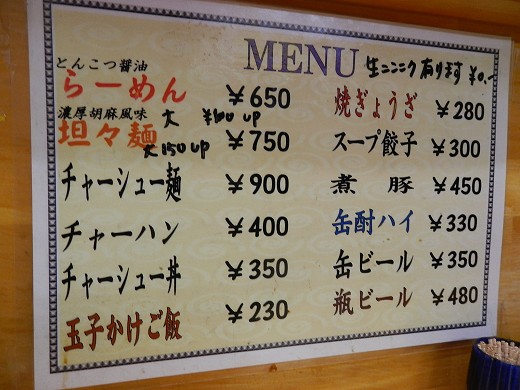 MENU
生ニンニク あります ¥0.-
とんこつ醤油
らーめん ¥650
大 ¥100 UP
濃厚胡麻風味
坦々麺 ¥750
大 150 UP
チャーシュー麺 ¥900
チャーハン ¥400
チャーシュー丼 ¥350
玉子かけご飯 ¥230
焼ぎょうざ ¥280
スープ餃子 ¥300
煮豚 ¥450
缶酎ハイ ¥330
缶ビール ¥350
瓶ビール ¥480